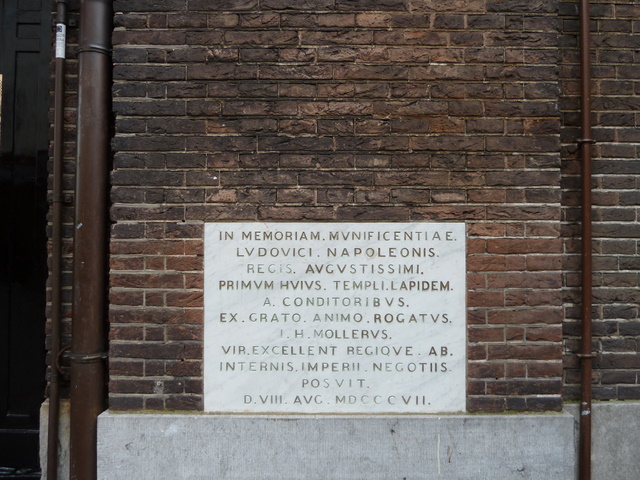 IN MEMORIAM. MVNIFICENTIAE.
LVDOVICI. NAPOLEONIS.
REGIS. AVGVSTISSIMI,
PRIMVM HVIVS. TEMPLI. LAPIDEM.
A. CONDITORIBVS.
EX. GRATO. ANIMO. ROGATVS.
I. H. MOLLERVS.
VIR. EXCELLENT REGIQVE. AB.
INTERNIS. IMPERII. NEGOTIIS.
POSVIT.
D. VIII. AVG. MDCCCVII.